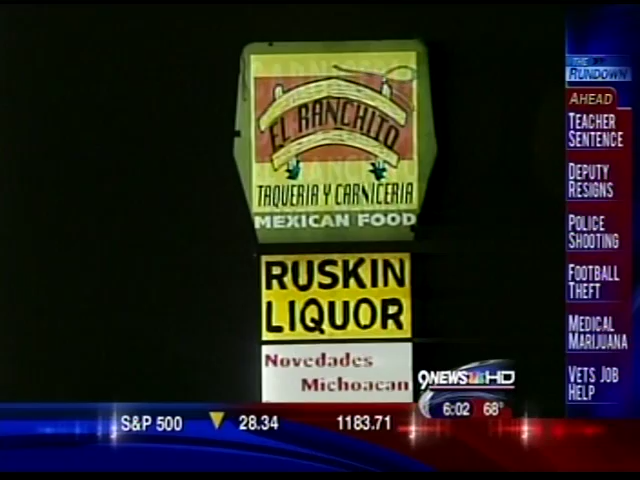 EL RANCHITO
TAQUERIA Y CARNICERIA
MEXICAN FOOD
RUSKIN
LIQUOR
Novedades
Michoacan
THE
RUNDOWN
AHEAD
TEACHER
SENTENCE
DEPUTY
RESIGNS
POLICE
SHOOTING
FOOTBALL
THEFT
MEDICAL
MARIJUANA
VETS JOB
HELP
9NEWS HD
6:02 68°
S&P 500 ▼ 28.34 1183.71